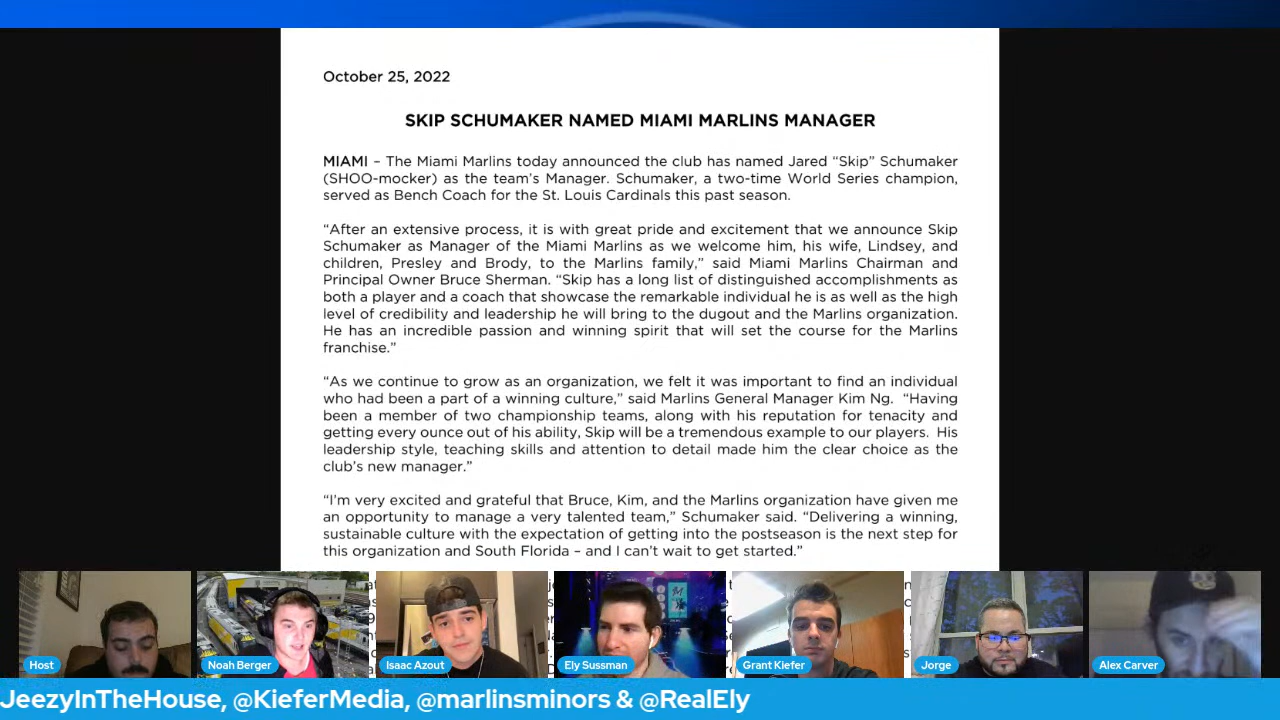 October 25, 2022
SKIP SCHUMAKER NAMED MIAMI MARLINS MANAGER
MIAMI – The Miami Marlins today announced the club has named Jared “Skip” Schumaker
(SHOO-mocker) as the team’s Manager. Schumaker, a two-time World Series champion,
served as Bench Coach for the St. Louis Cardinals this past season.
“After an extensive process, it is with great pride and excitement that we announce Skip
Schumaker as Manager of the Miami Marlins as we welcome him, his wife, Lindsey, and
children, Presley and Brody, to the Marlins family,” said Miami Marlins Chairman and
Principal Owner Bruce Sherman. “Skip has a long list of distinguished accomplishments as
both a player and a coach that showcase the remarkable individual he is as well as the high
level of credibility and leadership he will bring to the dugout and the Marlins organization.
He has an incredible passion and winning spirit that will set the course for the Marlins
franchise.”
“As we continue to grow as an organization, we felt it was important to find an individual
who had been a part of a winning culture,” said Marlins General Manager Kim Ng.  “Having
been a member of two championship teams, along with his reputation for tenacity and
getting every ounce out of his ability, Skip will be a tremendous example to our players.  His
leadership style, teaching skills and attention to detail made him the clear choice as the
club’s new manager.”
“I’m very excited and grateful that Bruce, Kim, and the Marlins organization have given me
an opportunity to manage a very talented team,” Schumaker said. “Delivering a winning,
sustainable culture with the expectation of getting into the postseason is the next step for
this organization and South Florida – and I can’t wait to get started.”
Host
Noah Berger
Isaac Azout
Ely Sussman
Grant Kiefer
Jorge
Alex Carver
JeezyInTheHouse, @KieferMedia, @marlinsminors & @RealEly